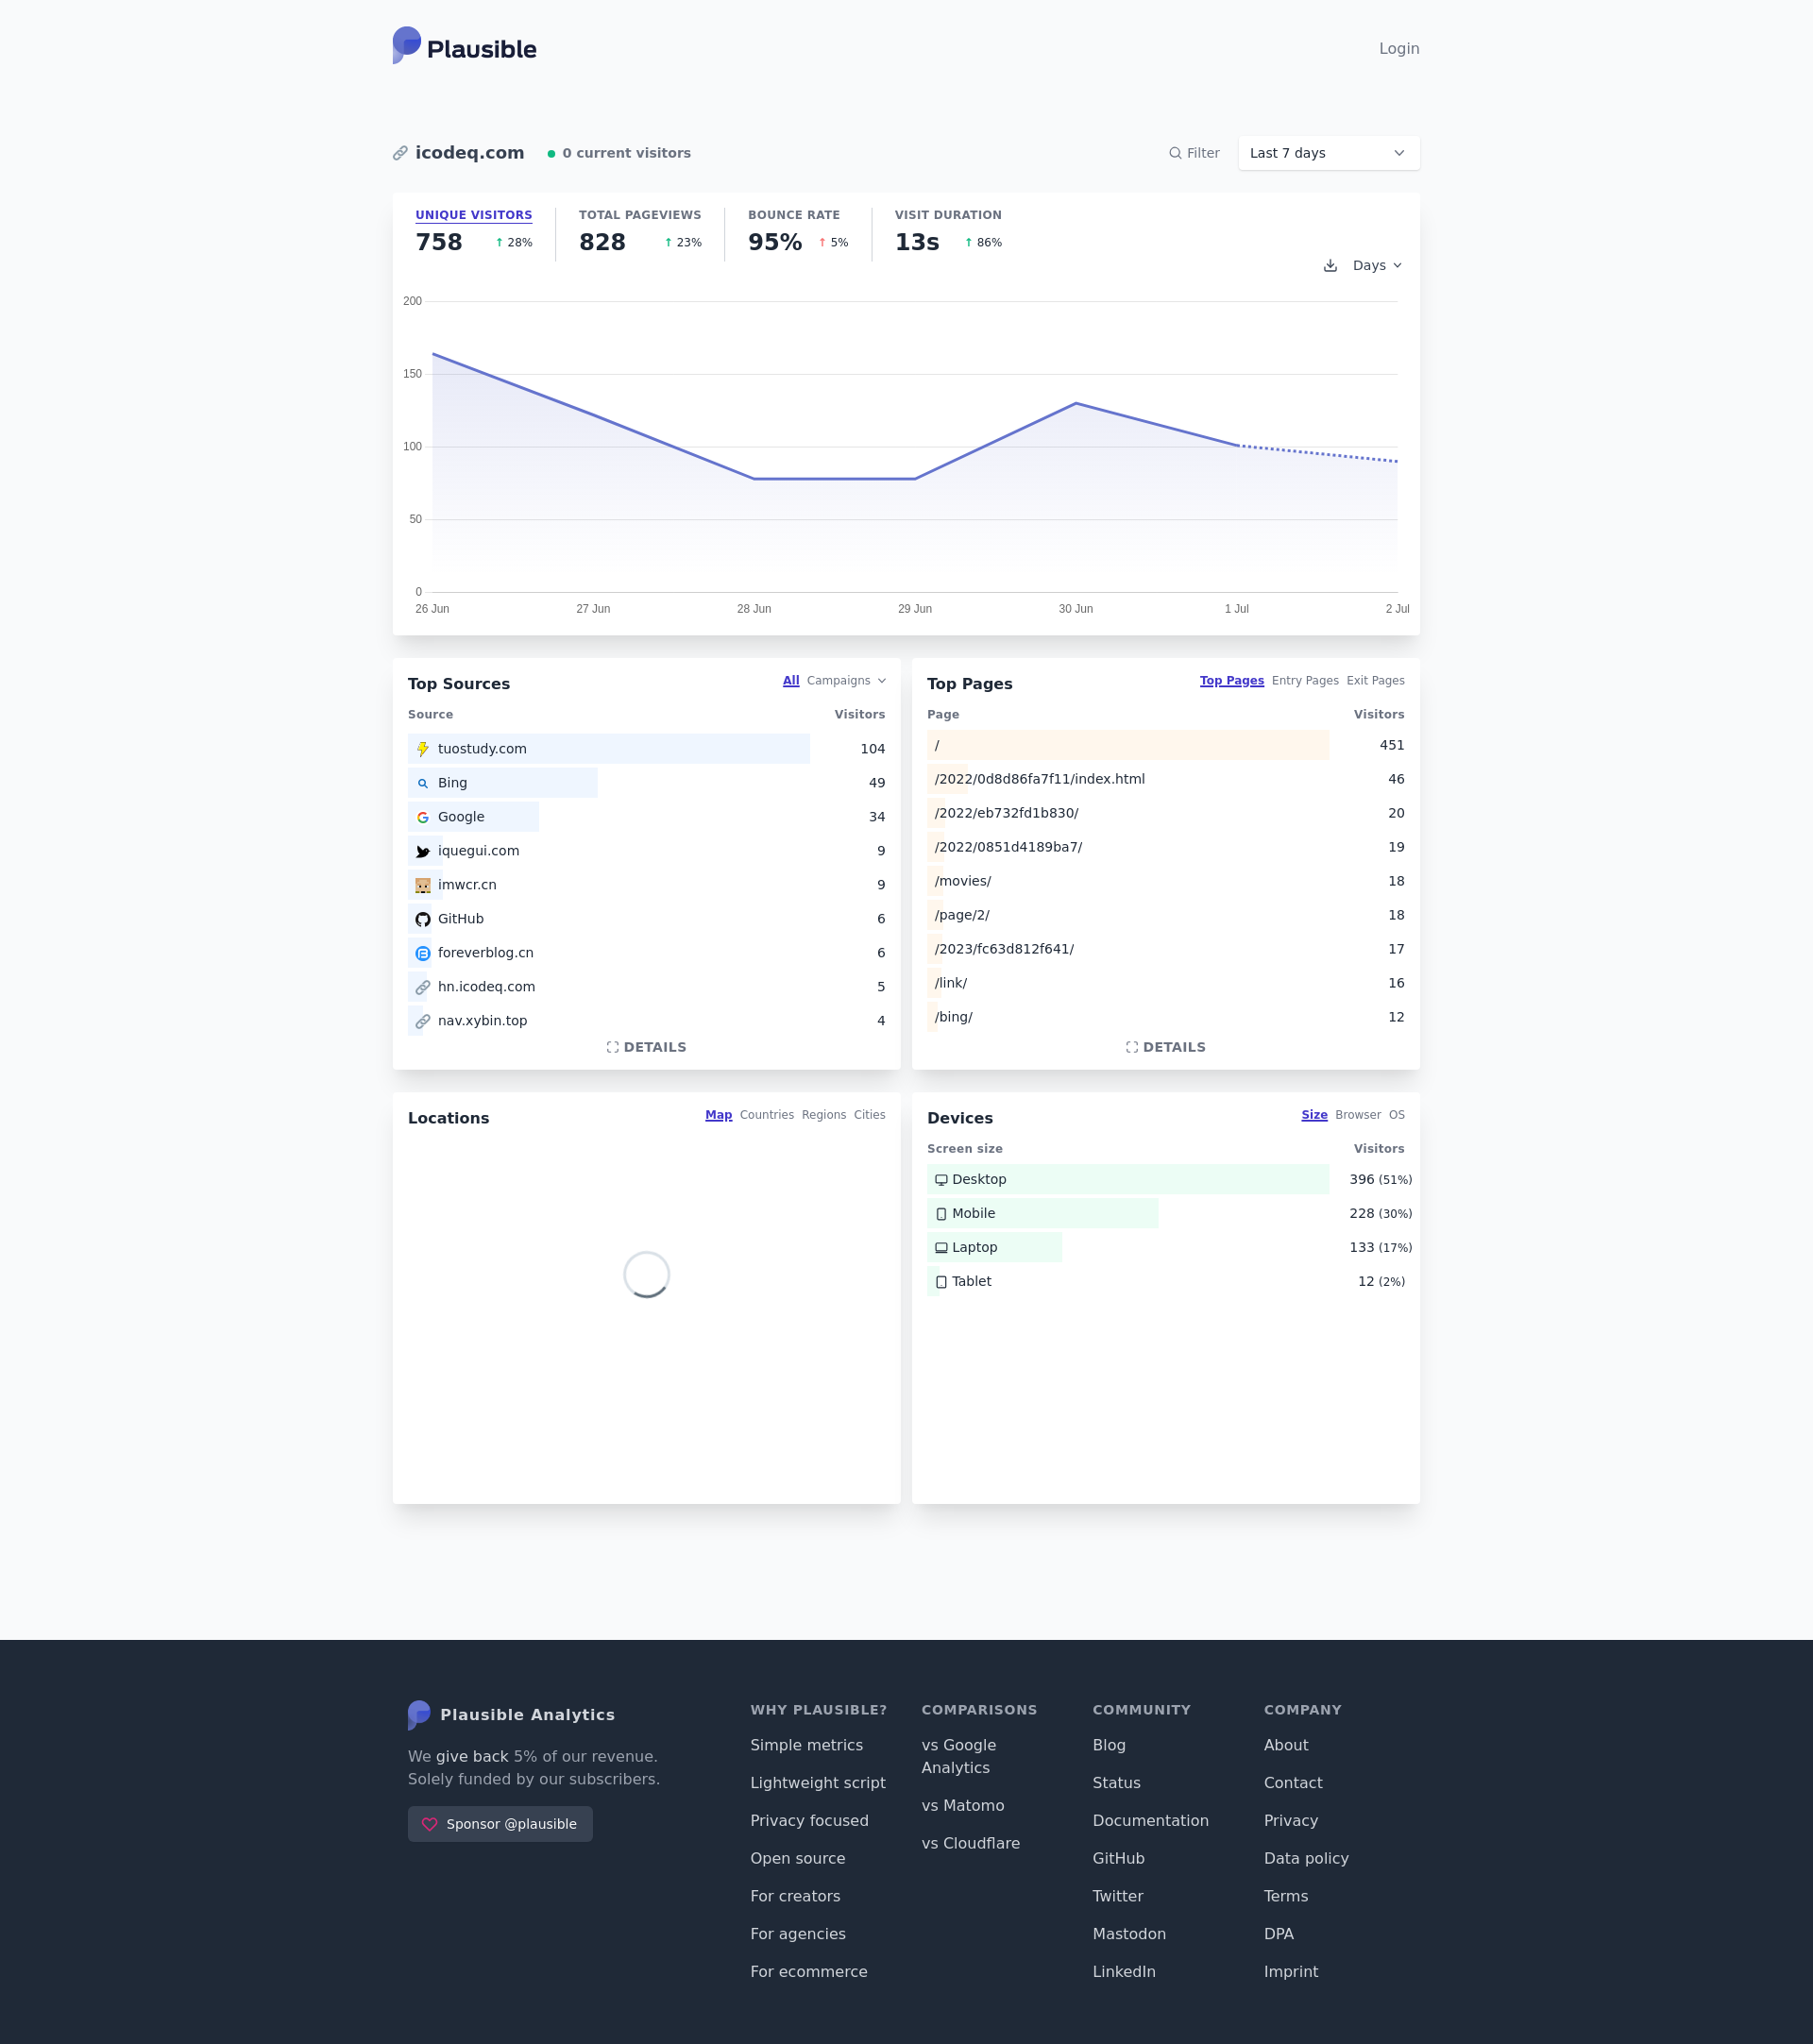 Plausible
Login
icodeq.com
0 current visitors
Filter
Last 7 days
UNIQUE VISITORS
758
28%
TOTAL PAGEVIEWS
828
23%
BOUNCE RATE
95%
5%
VISIT DURATION
13s
86%
Days
200
150
100
50
0
26 Jun
27 Jun
28 Jun
29 Jun
30 Jun
1 Jul
2 Jul
Top Sources
All Campaigns
Source Visitors
tuostudy.com 104
Bing 49
Google 34
iquegui.com 9
imwcr.cn 9
GitHub 6
foreverblog.cn 6
hn.icodeq.com 5
nav.xybin.top 4
DETAILS
Top Pages
Top Pages Entry Pages Exit Pages
Page Visitors
/ 451
/2022/0d8d86fa7f11/index.html 46
/2022/eb732fd1b830/ 20
/2022/0851d4189ba7/ 19
/movies/ 18
/page/2/ 18
/2023/fc63d812f641/ 17
/link/ 16
/bing/ 12
DETAILS
Locations
Map Countries Regions Cities
Devices
Size Browser OS
Screen size Visitors
Desktop 396 (51%)
Mobile 228 (30%)
Laptop 133 (17%)
Tablet 12 (2%)
Plausible Analytics
We give back 5% of our revenue.
Solely funded by our subscribers.
Sponsor @plausible
WHY PLAUSIBLE?
Simple metrics
Lightweight script
Privacy focused
Open source
For creators
For agencies
For ecommerce
COMPARISONS
vs Google
Analytics
vs Matomo
vs Cloudflare
COMMUNITY
Blog
Status
Documentation
GitHub
Twitter
Mastodon
LinkedIn
COMPANY
About
Contact
Privacy
Data policy
Terms
DPA
Imprint